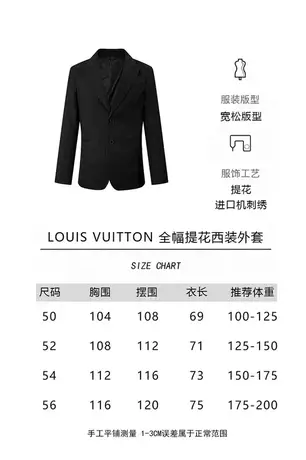 服装版型
宽松版型
服饰工艺
提花
进口机刺绣
LOUIS VUITTON 全幅提花西装外套
SIZE CHART
尺码 胸围 摆围 衣长 推荐体重
50 104 108 69 100-125
52 108 112 71 125-150
54 112 116 73 150-175
56 116 120 75 175-200
手工平铺测量 1-3CM误差属于正常范围